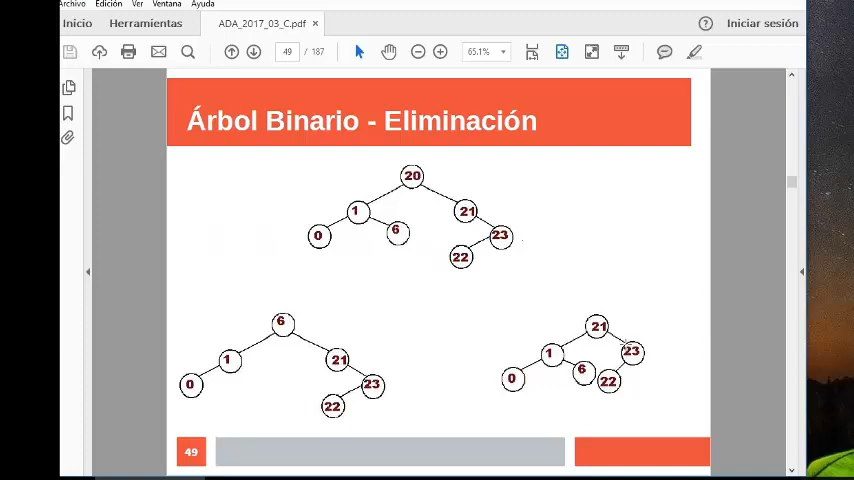 Archivo Edición Ver Ventana Ayuda
Inicio Herramientas ADA_2017_03_C.pdf × ? Iniciar sesión
49 / 187 65.1%
Árbol Binario - Eliminación
20
1 21
0 6 23
22
6 21
1 21 1 23
0 23 0 6 22
22
49